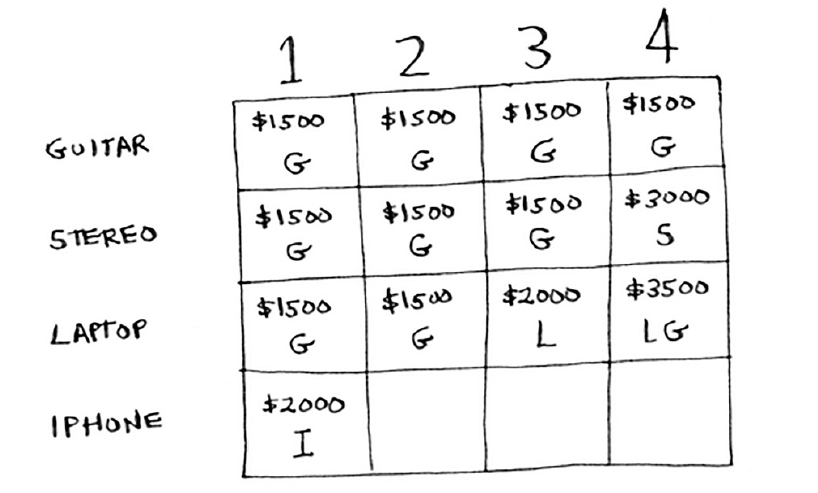 1 2 3 4
GUITAR $1500 $1500 $1500 $1500
G G G G
STEREO $1500 $1500 $1500 $3000
G G G S
LAPTOP $1500 $1500 $2000 $3500
G G L LG
IPHONE $2000
I